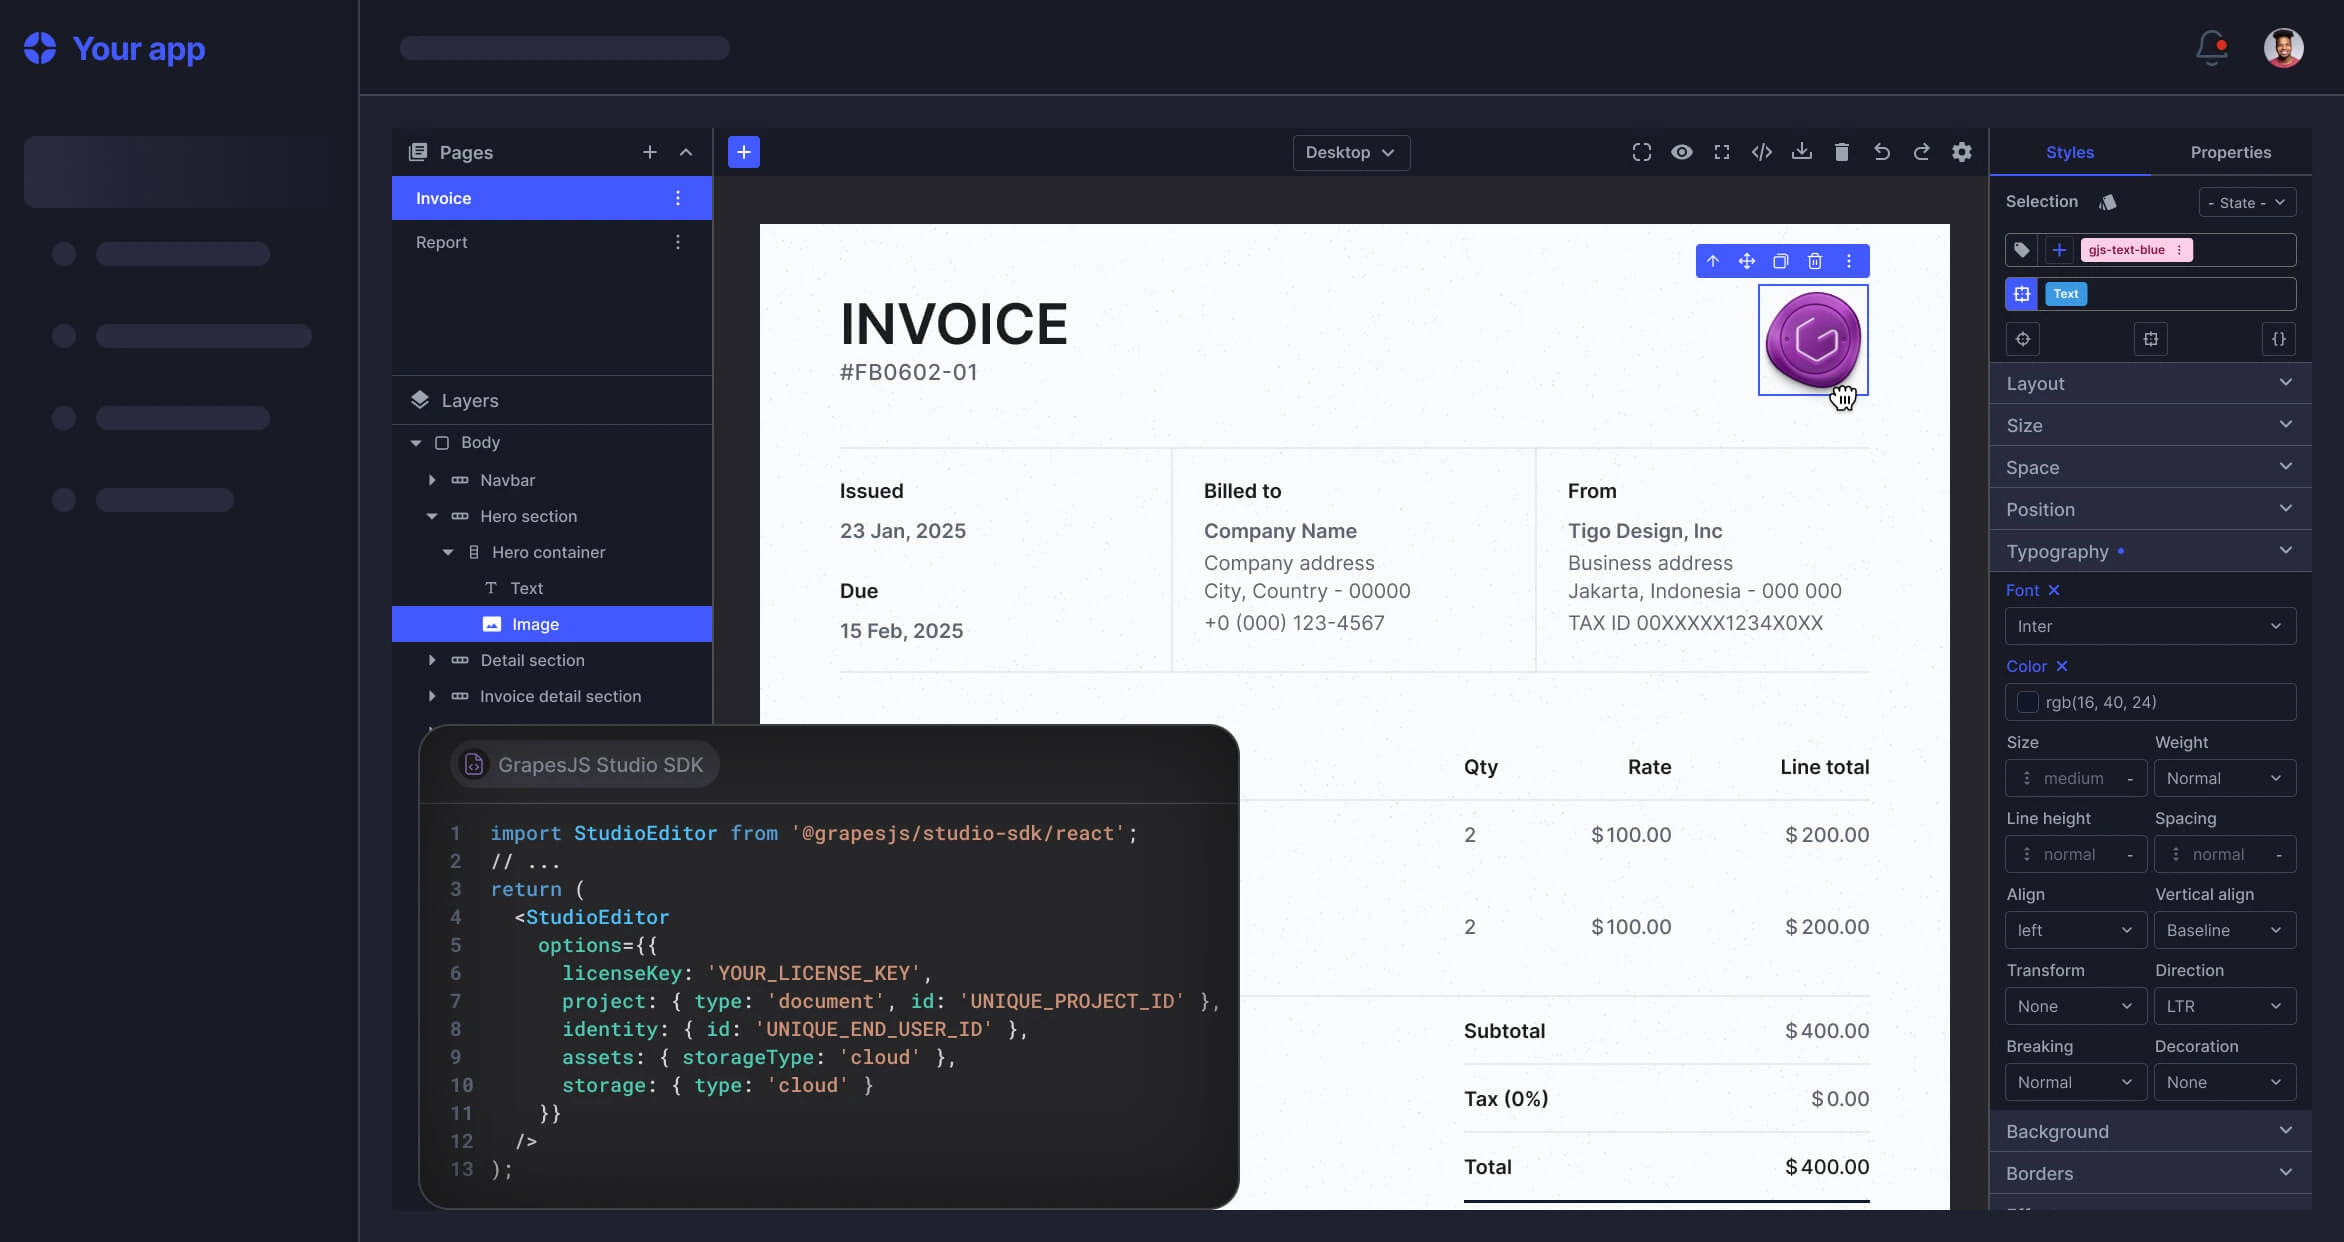 Your app
Pages
Invoice
Report
Layers
Body
Navbar
Hero section
Hero container
Text
Image
Detail section
Invoice detail section
Desktop
INVOICE
#FB0602-01
Issued
23 Jan, 2025
Due
15 Feb, 2025
Billed to
Company Name
Company address
City, Country - 00000
+0 (000) 123-4567
From
Tigo Design, Inc
Business address
Jakarta, Indonesia - 000 000
TAX ID 00XXXXX1234X0XX
Qty Rate Line total
2 $100.00 $200.00
2 $100.00 $200.00
Subtotal $400.00
Tax (0%) $0.00
Total $400.00
GrapesJS Studio SDK
1 import StudioEditor from '@grapesjs/studio-sdk/react';
2 // ...
3 return (
4 <StudioEditor
5 options={{
6 licenseKey: 'YOUR_LICENSE_KEY',
7 project: { type: 'document', id: 'UNIQUE_PROJECT_ID' },
8 identity: { id: 'UNIQUE_END_USER_ID' },
9 assets: { storageType: 'cloud' },
10 storage: { type: 'cloud' }
11 }}
12 />
13 );
Styles Properties
Selection - State -
gjs-text-blue
Text
{}
Layout
Size
Space
Position
Typography
Font
Inter
Color
rgb(16, 40, 24)
Size Weight
medium - Normal
Line height Spacing
normal - normal -
Align Vertical align
left Baseline
Transform Direction
None LTR
Breaking Decoration
Normal None
Background
Borders